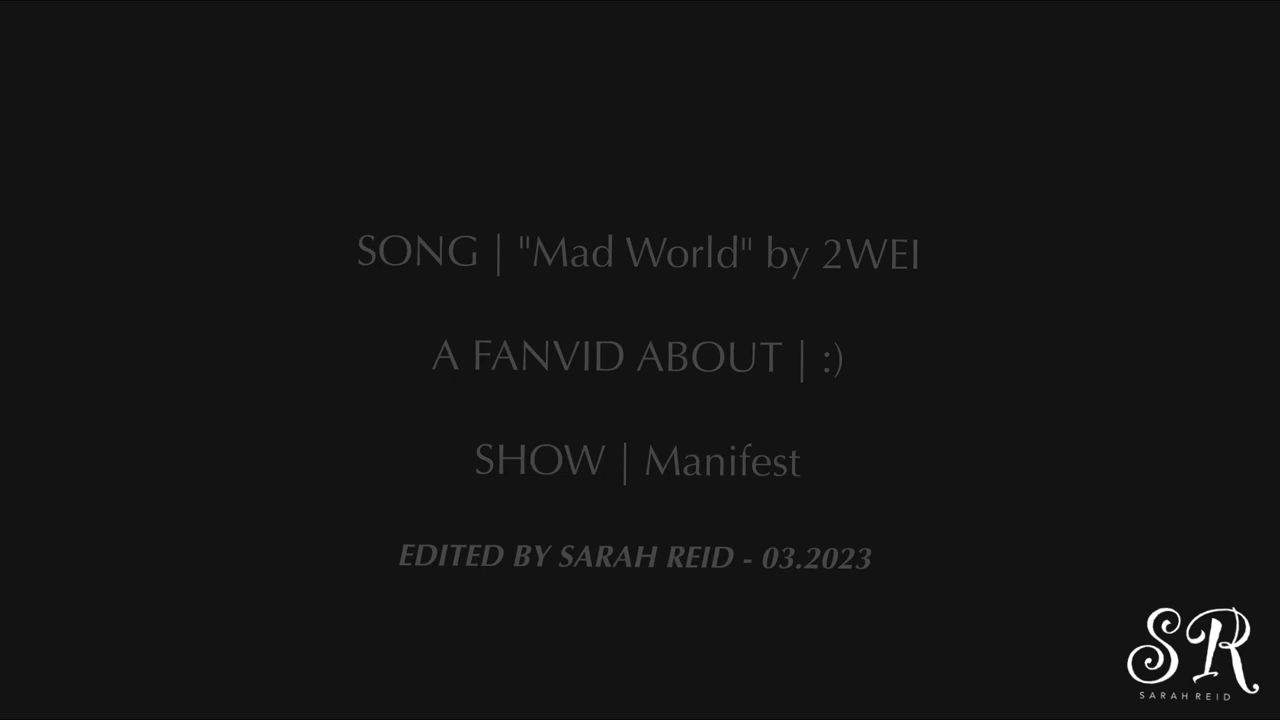 SONG | "Mad World" by 2WEI
A FANVID ABOUT | :)
SHOW | Manifest
EDITED BY SARAH REID - 03.2023
SR
SARAH REID